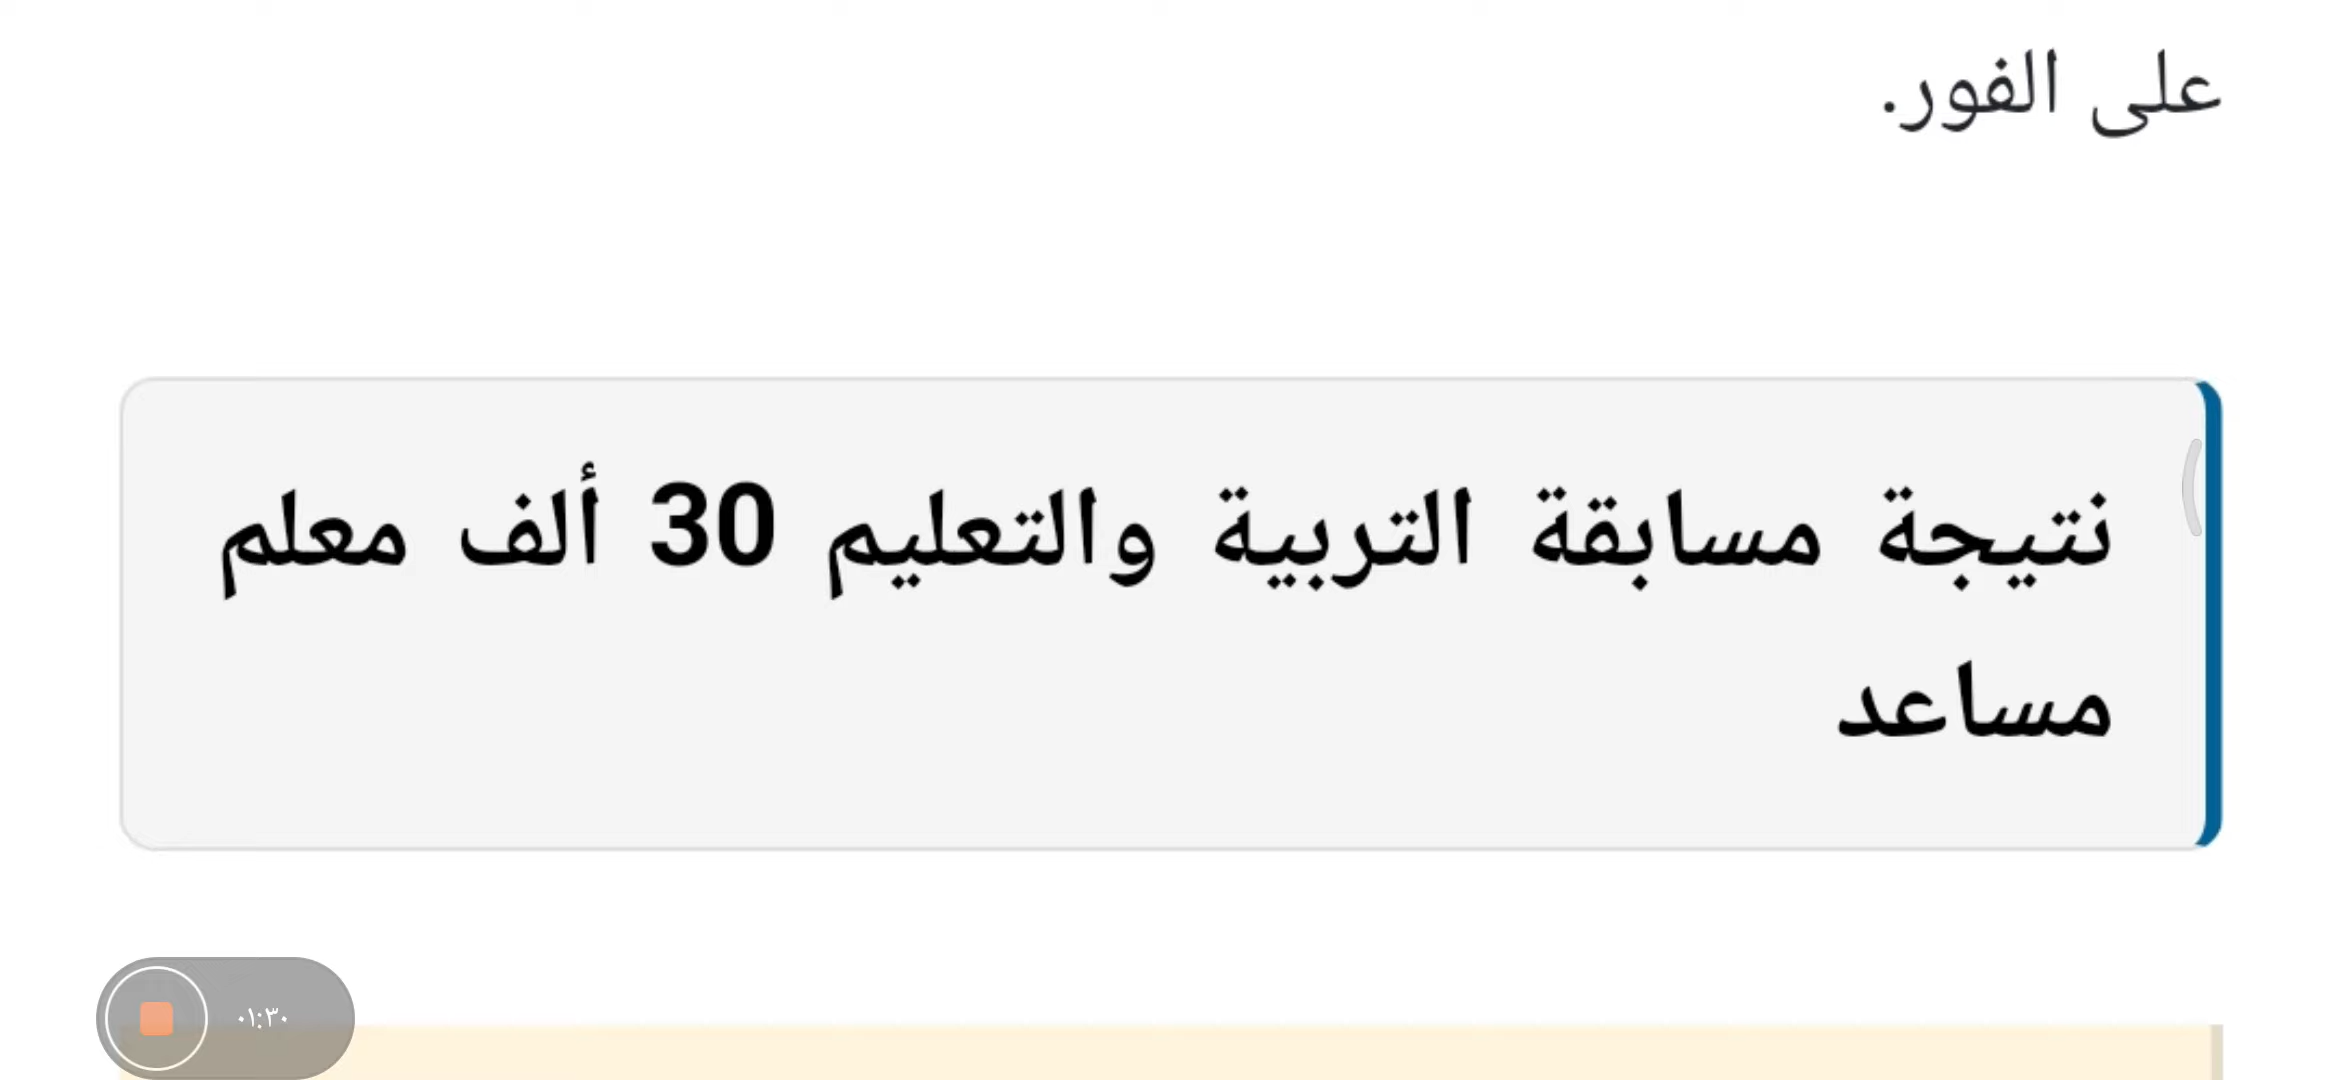 على الفور.
نتيجة مسابقة التربية والتعليم 30 ألف معلم
مساعد
٠١:٣٠